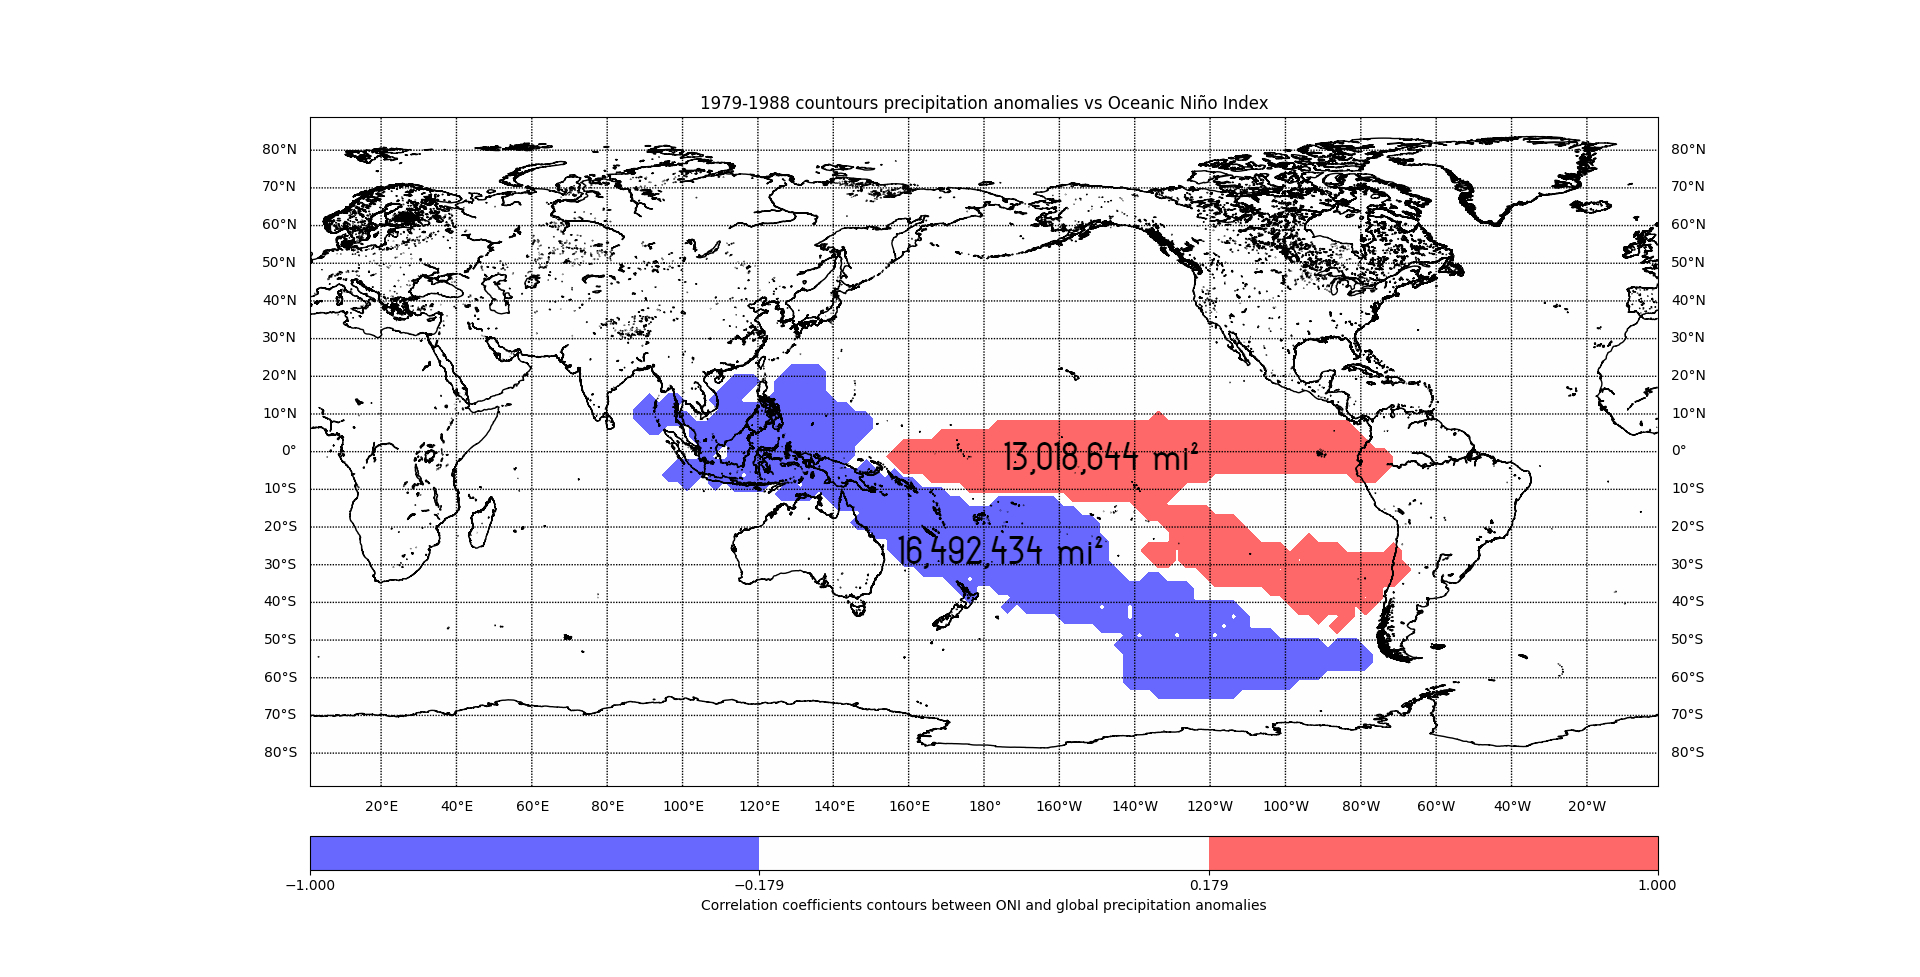 1979-1988 countours precipitation anomalies vs Oceanic Niño Index
80°N 80°N
70°N 70°N
60°N 60°N
50°N 50°N
40°N 40°N
30°N 30°N
20°N 20°N
10°N 10°N
0° 13,018,644 mi² 0°
10°S 10°S
20°S 20°S
16,492,434 mi²
30°S 30°S
40°S 40°S
50°S 50°S
60°S 60°S
70°S 70°S
80°S 80°S
20°E 40°E 60°E 80°E 100°E 120°E 140°E 160°E 180° 160°W 140°W 120°W 100°W 80°W 60°W 40°W 20°W
−1.000 −0.179 0.179 1.000
Correlation coefficients contours between ONI and global precipitation anomalies